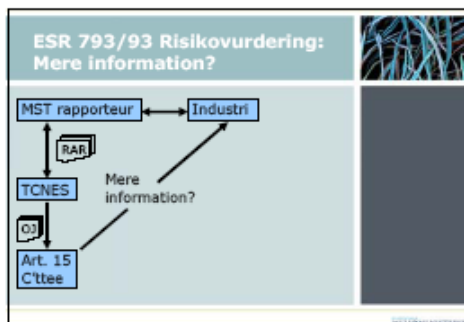 ESR 793/93 Risikovurdering:
Mere information?
MST rapporteur
Industri
RAR
TCNES
Mere
information?
OJ
Art. 15
C'ttee